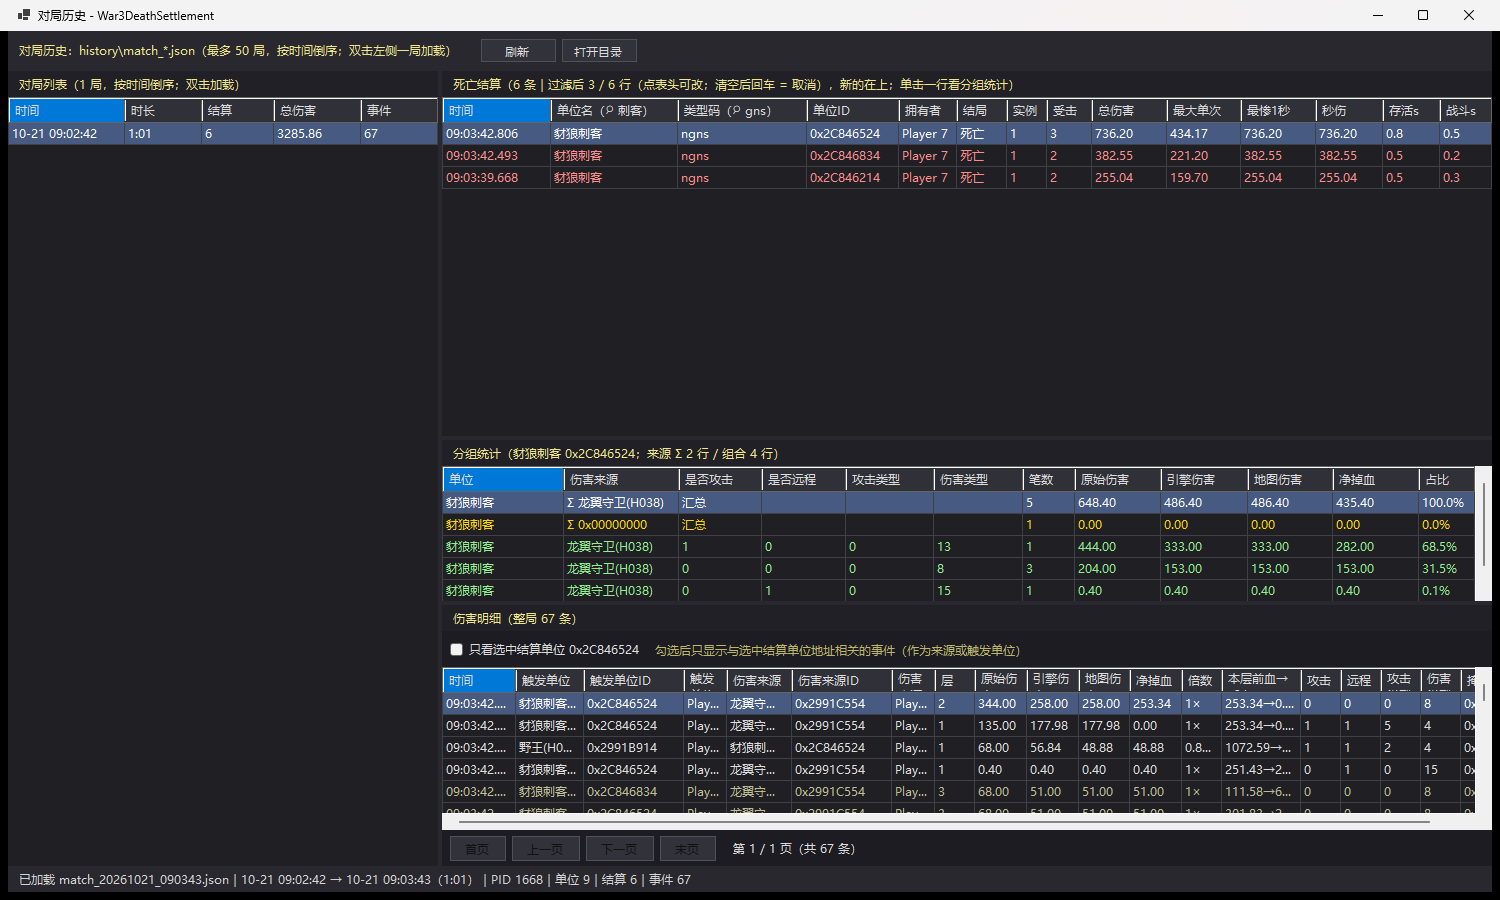 对局历史 - War3DeathSettlement
对局历史：history\match_*.json（最多 50 局，按时间倒序；双击左侧一局加载） 刷新 打开目录
对局列表（1 局，按时间倒序；双击加载）
时间 时长 结算 总伤害 事件
10-21 09:02:42 1:01 6 3285.86 67
死亡结算（6 条 | 过滤后 3 / 6 行（点表头可改；清空后回车 = 取消），新的在上；单击一行看分组统计）
时间 单位名（⌕ 刺客） 类型码（⌕ gns） 单位ID 拥有者 结局 实例 受击 总伤害 最大单次 最惨1秒 秒伤 存活s 战斗s
09:03:42.806 豺狼刺客 ngns 0x2C846524 Player 7 死亡 1 3 736.20 434.17 736.20 736.20 0.8 0.5
09:03:42.493 豺狼刺客 ngns 0x2C846834 Player 7 死亡 1 2 382.55 221.20 382.55 382.55 0.5 0.2
09:03:39.668 豺狼刺客 ngns 0x2C846214 Player 7 死亡 1 2 255.04 159.70 255.04 255.04 0.5 0.3
分组统计（豺狼刺客 0x2C846524；来源 Σ 2 行 / 组合 4 行）
单位 伤害来源 是否攻击 是否远程 攻击类型 伤害类型 笔数 原始伤害 引擎伤害 地图伤害 净掉血 占比
豺狼刺客 Σ 龙翼守卫(H038) 汇总 5 648.40 486.40 486.40 435.40 100.0%
豺狼刺客 Σ 0x00000000 汇总 1 0.00 0.00 0.00 0.00 0.0%
豺狼刺客 龙翼守卫(H038) 1 0 0 13 1 444.00 333.00 333.00 282.00 68.5%
豺狼刺客 龙翼守卫(H038) 0 0 0 8 3 204.00 153.00 153.00 153.00 31.5%
豺狼刺客 龙翼守卫(H038) 0 1 0 15 1 0.40 0.40 0.40 0.40 0.1%
伤害明细（整局 67 条）
只看选中结算单位 0x2C846524 勾选后只显示与选中结算单位地址相关的事件（作为来源或触发单位）
时间 触发单位 触发单位ID 触发 伤害来源 伤害来源ID 伤害 层 原始伤 引擎伤 地图伤 净掉血 倍数 本层前血→ 攻击 远程 攻击 伤害
09:03:42.... 豺狼刺客... 0x2C846524 Play... 龙翼守... 0x2991C554 Play... 2 344.00 258.00 258.00 253.34 1× 253.34→0.... 0 0 0 8 0x
09:03:42.... 豺狼刺客... 0x2C846524 Play... 龙翼守... 0x2991C554 Play... 1 135.00 177.98 177.98 0.00 1× 253.34→0.... 1 1 5 4 0x
09:03:42.... 野王(H0... 0x2991B914 Play... 豺狼刺... 0x2C846524 Play... 1 68.00 56.84 48.88 48.88 0.8... 1072.59→... 1 1 2 4 0x
09:03:42.... 豺狼刺客... 0x2C846524 Play... 龙翼守... 0x2991C554 Play... 1 0.40 0.40 0.40 0.40 1× 251.43→2... 0 1 0 15 0x
09:03:42.... 豺狼刺客... 0x2C846834 Play... 龙翼守... 0x2991C554 Play... 3 68.00 51.00 51.00 51.00 1× 111.58→6... 0 0 0 8 0x
首页 上一页 下一页 末页 第 1 / 1 页（共 67 条）
已加载 match_20261021_090343.json | 10-21 09:02:42 → 10-21 09:03:43（1:01） | PID 1668 | 单位 9 | 结算 6 | 事件 67